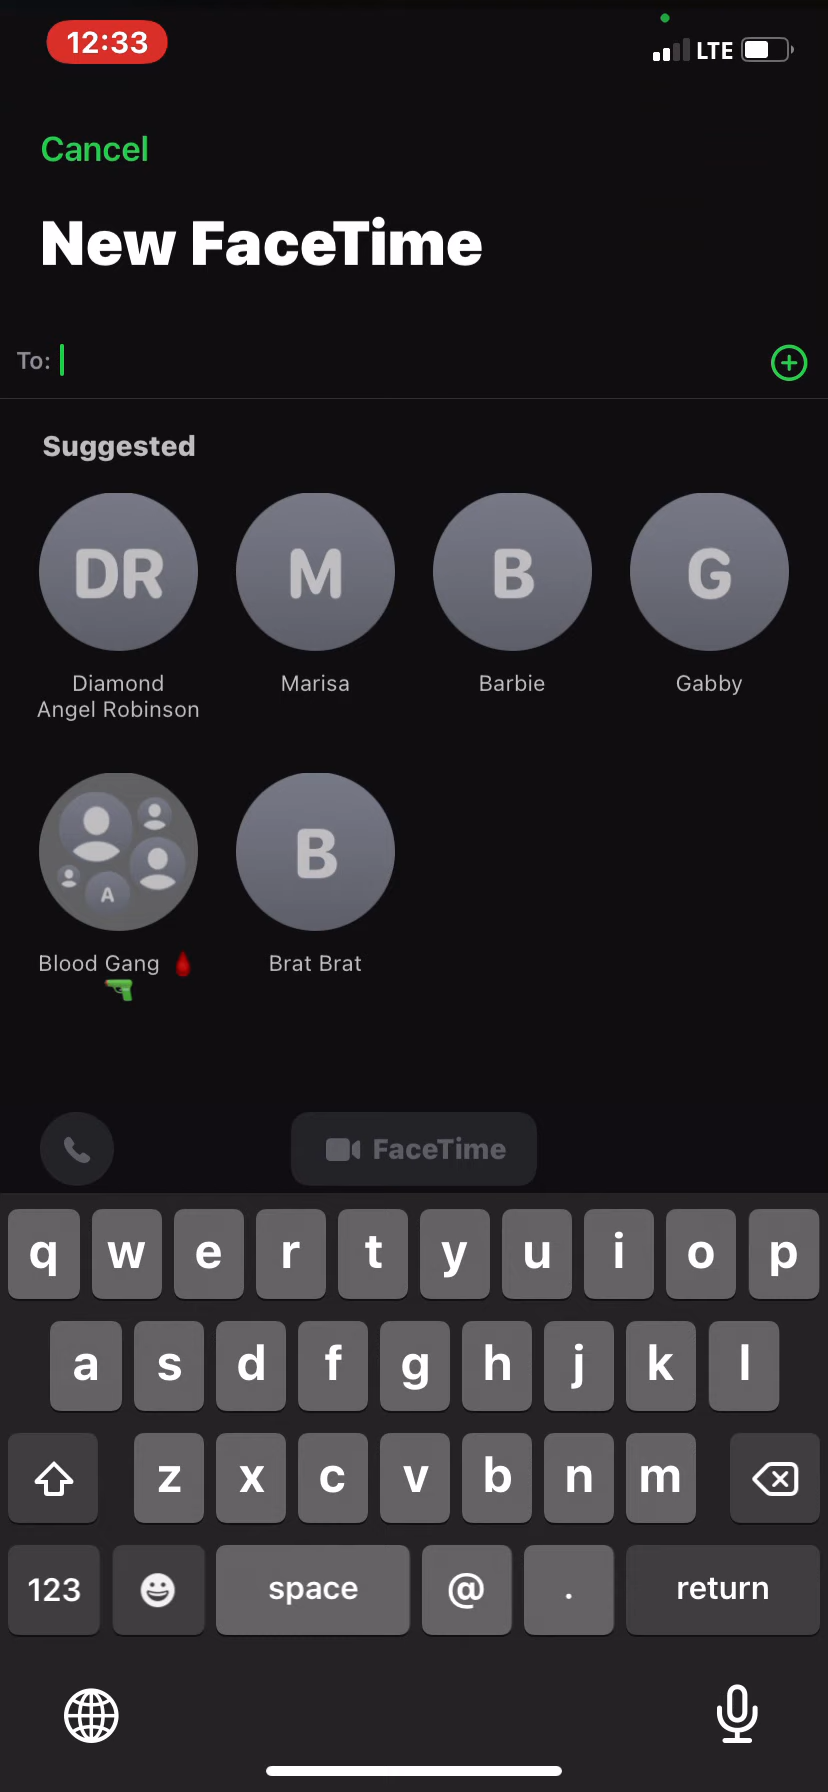 12:33
LTE
Cancel
New FaceTime
To:
Suggested
DR M B G
Diamond Marisa Barbie Gabby
Angel Robinson
A B
Blood Gang 🩸 Brat Brat
🔫
FaceTime
q w e r t y u i o p
a s d f g h j k l
z x c v b n m
123 space @ . return